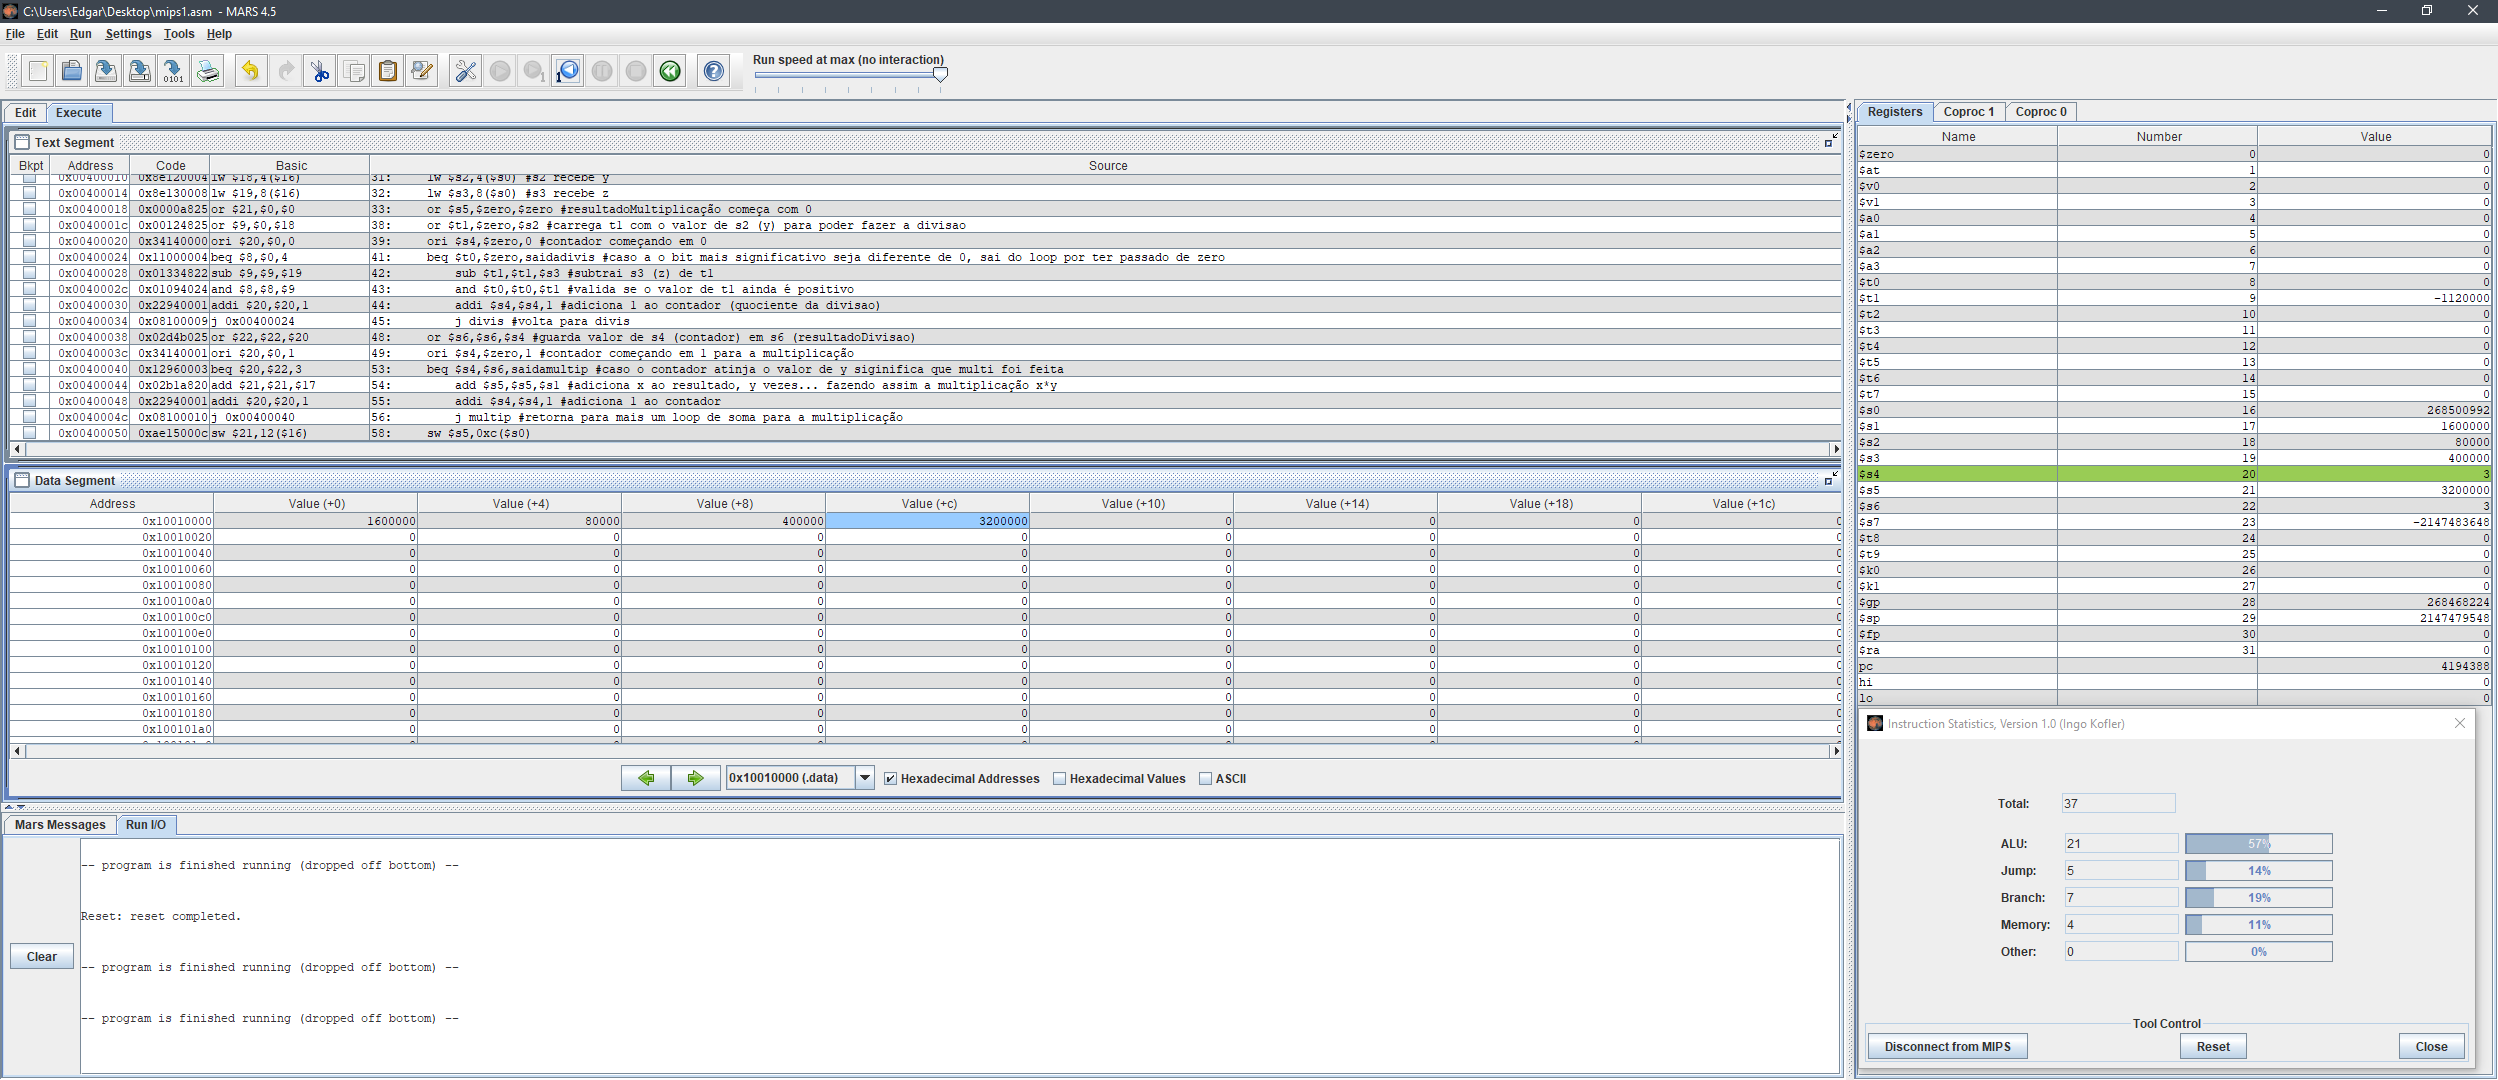 C:\Users\Edgar\Desktop\mips1.asm - MARS 4.5
File Edit Run Settings Tools Help
Run speed at max (no interaction)
Edit Execute
Text Segment
Bkpt Address Code Basic Source
0x00400010 0x8e120004 lw $18,4($16) 31: lw $s2,4($s0) #s2 recebe y
0x00400014 0x8e130008 lw $19,8($16) 32: lw $s3,8($s0) #s3 recebe z
0x00400018 0x0000a825 or $21,$0,$0 33: or $s5,$zero,$zero #resultadoMultiplicação começa com 0
0x0040001c 0x00124825 or $9,$0,$18 38: or $t1,$zero,$s2 #carrega t1 com o valor de s2 (y) para poder fazer a divisao
0x00400020 0x34140000 ori $20,$0,0 39: ori $s4,$zero,0 #contador começando em 0
0x00400024 0x11000004 beq $8,$0,4 41: beq $t0,$zero,saidadivis #caso a o bit mais significativo seja diferente de 0, sai do loop por ter passado de zero
0x00400028 0x01334822 sub $9,$9,$19 42: sub $t1,$t1,$s3 #subtrai s3 (z) de t1
0x0040002c 0x01094024 and $8,$8,$9 43: and $t0,$t0,$t1 #valida se o valor de t1 ainda é positivo
0x00400030 0x22940001 addi $20,$20,1 44: addi $s4,$s4,1 #adiciona 1 ao contador (quociente da divisao)
0x00400034 0x08100009 j 0x00400024 45: j divis #volta para divis
0x00400038 0x02d4b025 or $22,$22,$20 48: or $s6,$s6,$s4 #guarda valor de s4 (contador) em s6 (resultadoDivisao)
0x0040003c 0x34140001 ori $20,$0,1 49: ori $s4,$zero,1 #contador começando em 1 para a multiplicação
0x00400040 0x12960003 beq $20,$22,3 53: beq $s4,$s6,saidamultip #caso o contador atinja o valor de y siginifica que multi foi feita
0x00400044 0x02b1a820 add $21,$21,$17 54: add $s5,$s5,$s1 #adiciona x ao resultado, y vezes... fazendo assim a multiplicação x*y
0x00400048 0x22940001 addi $20,$20,1 55: addi $s4,$s4,1 #adiciona 1 ao contador
0x0040004c 0x08100010 j 0x00400040 56: j multip #retorna para mais um loop de soma para a multiplicação
0x00400050 0xae15000c sw $21,12($16) 58: sw $s5,0xc($s0)
Data Segment
Address Value (+0) Value (+4) Value (+8) Value (+c) Value (+10) Value (+14) Value (+18) Value (+1c)
0x10010000 1600000 80000 400000 3200000 0 0 0 0
0x10010020 0 0 0 0 0 0 0 0
0x10010040 0 0 0 0 0 0 0 0
0x10010060 0 0 0 0 0 0 0 0
0x10010080 0 0 0 0 0 0 0 0
0x100100a0 0 0 0 0 0 0 0 0
0x100100c0 0 0 0 0 0 0 0 0
0x100100e0 0 0 0 0 0 0 0 0
0x10010100 0 0 0 0 0 0 0 0
0x10010120 0 0 0 0 0 0 0 0
0x10010140 0 0 0 0 0 0 0 0
0x10010160 0 0 0 0 0 0 0 0
0x10010180 0 0 0 0 0 0 0 0
0x100101a0 0 0 0 0 0 0 0 0
0x10010000 (.data) Hexadecimal Addresses Hexadecimal Values ASCII
Mars Messages Run I/O
Clear
-- program is finished running (dropped off bottom) --
Reset: reset completed.
-- program is finished running (dropped off bottom) --
-- program is finished running (dropped off bottom) --
Registers Coproc 1 Coproc 0
Name Number Value
$zero 0 0
$at 1 0
$v0 2 0
$v1 3 0
$a0 4 0
$a1 5 0
$a2 6 0
$a3 7 0
$t0 8 0
$t1 9 -1120000
$t2 10 0
$t3 11 0
$t4 12 0
$t5 13 0
$t6 14 0
$t7 15 0
$s0 16 268500992
$s1 17 1600000
$s2 18 80000
$s3 19 400000
$s4 20 3
$s5 21 3200000
$s6 22 3
$s7 23 -2147483648
$t8 24 0
$t9 25 0
$k0 26 0
$k1 27 0
$gp 28 268468224
$sp 29 2147479548
$fp 30 0
$ra 31 0
pc 4194388
hi 0
lo 0
Instruction Statistics, Version 1.0 (Ingo Kofler)
Total: 37
ALU: 21 57%
Jump: 5 14%
Branch: 7 19%
Memory: 4 11%
Other: 0 0%
Tool Control
Disconnect from MIPS Reset Close